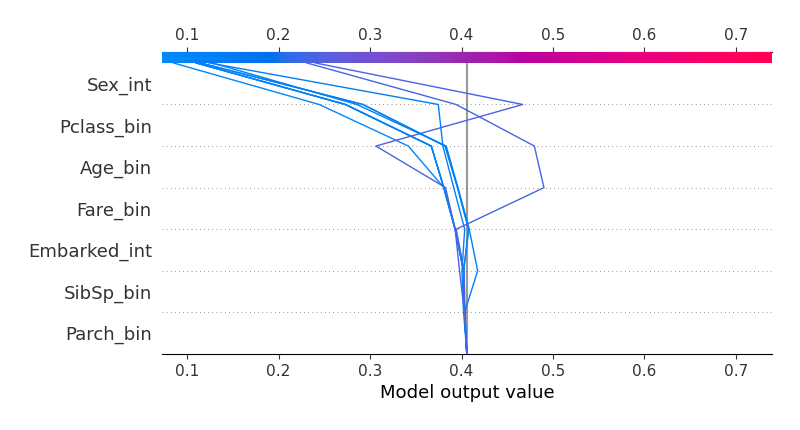 0.1 0.2 0.3 0.4 0.5 0.6 0.7
Sex_int
Pclass_bin
Age_bin
Fare_bin
Embarked_int
SibSp_bin
Parch_bin
0.1 0.2 0.3 0.4 0.5 0.6 0.7
Model output value